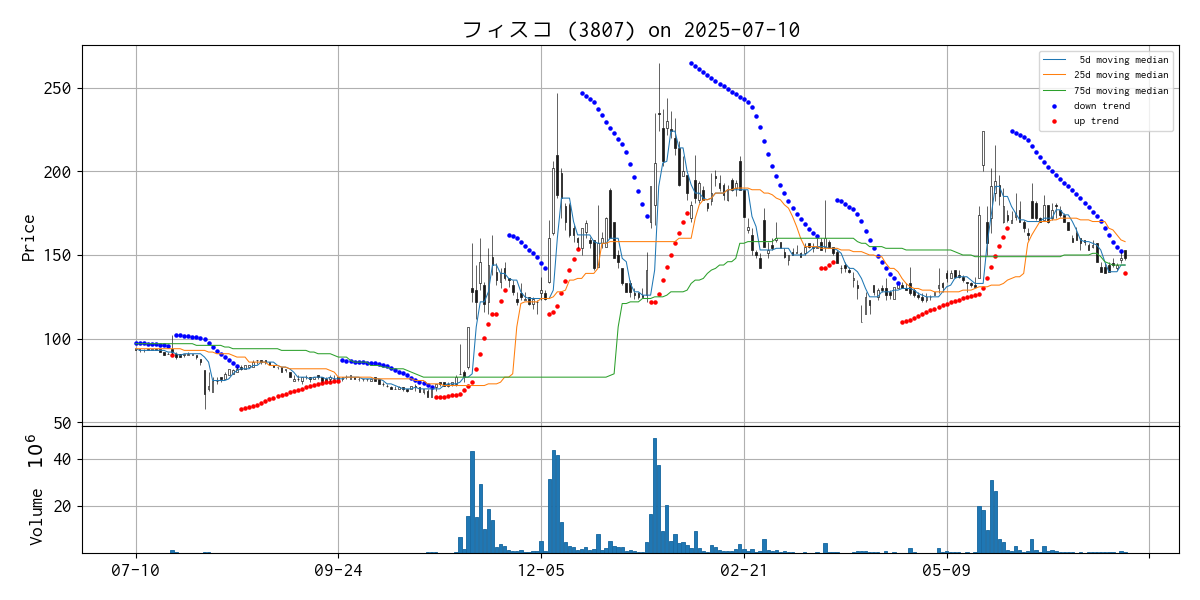 フィスコ (3807) on 2025-07-10
5d moving median
25d moving median
75d moving median
down trend
up trend
Price
250
200
150
100
50
Volume 10^6
40
20
07-10 09-24 12-05 02-21 05-09